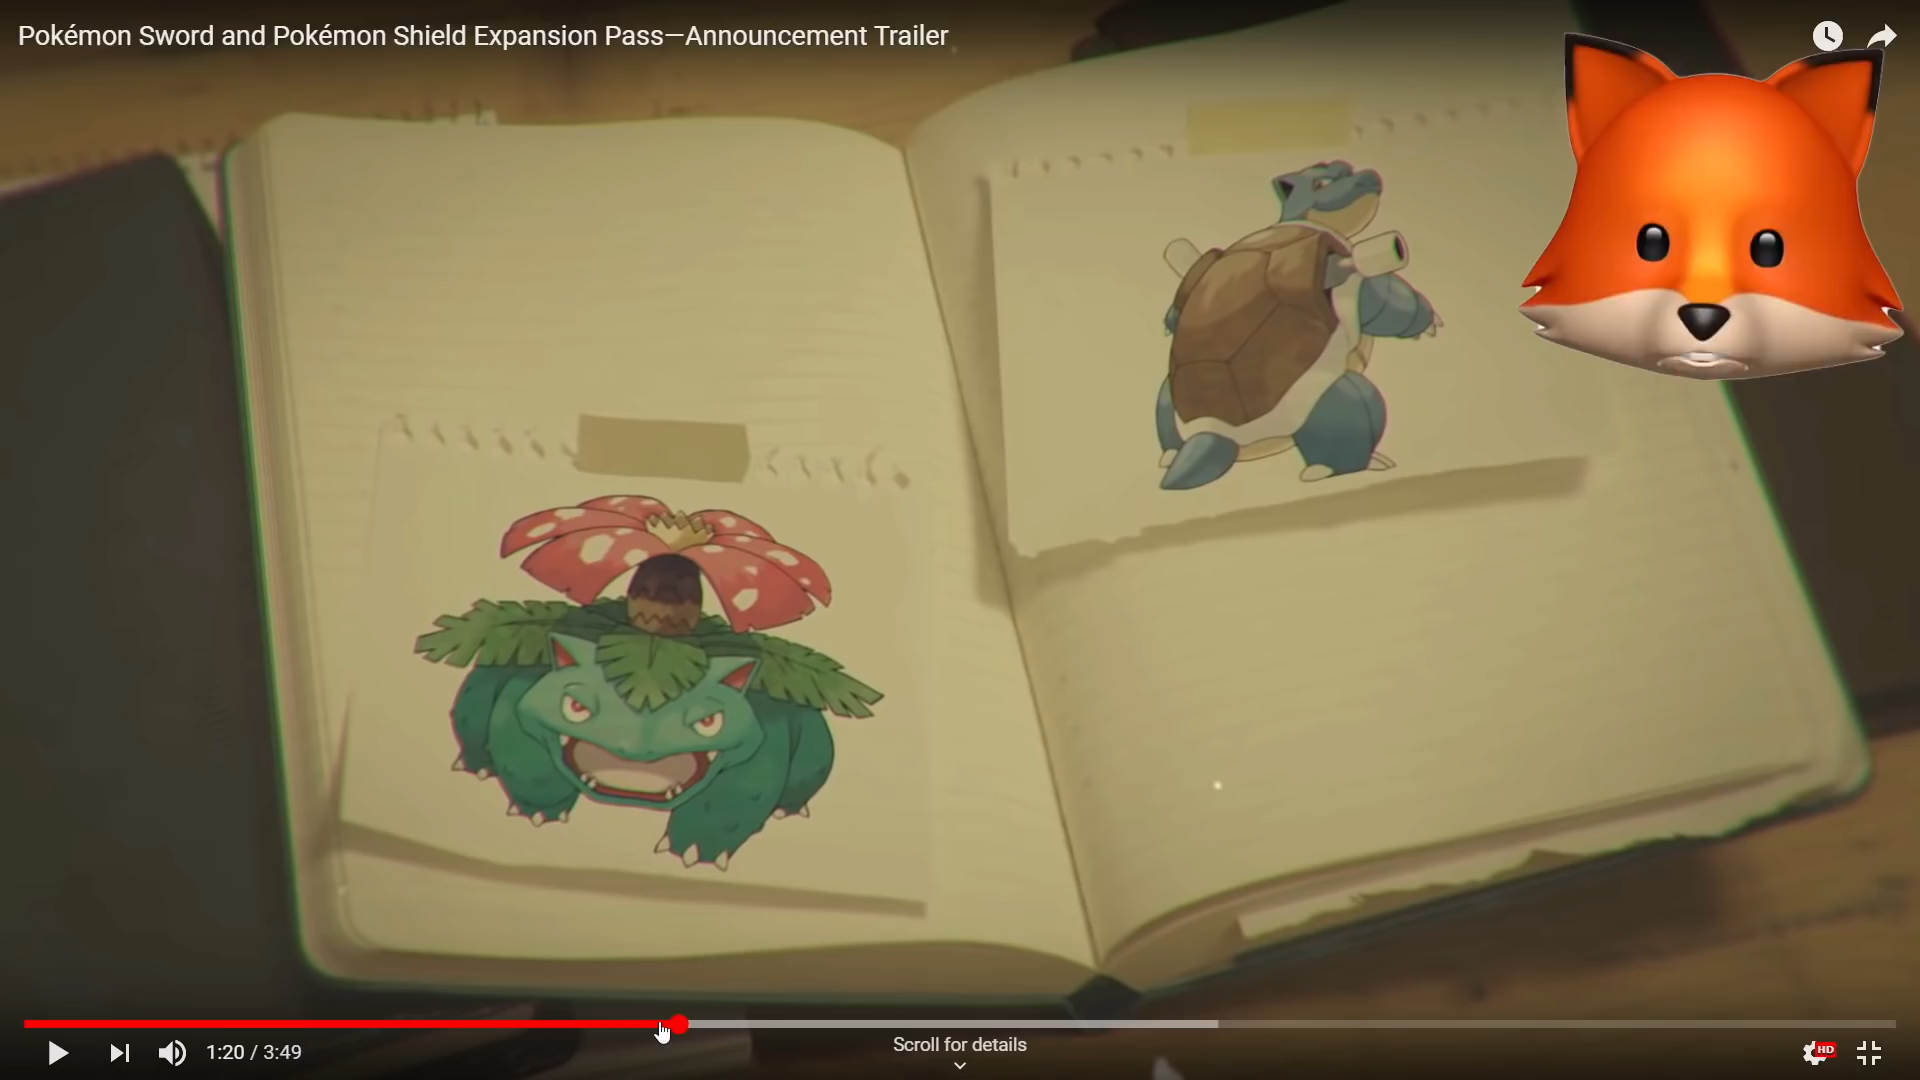 Pokémon Sword and Pokémon Shield Expansion Pass—Announcement Trailer
1:20 / 3:49
Scroll for details
HD